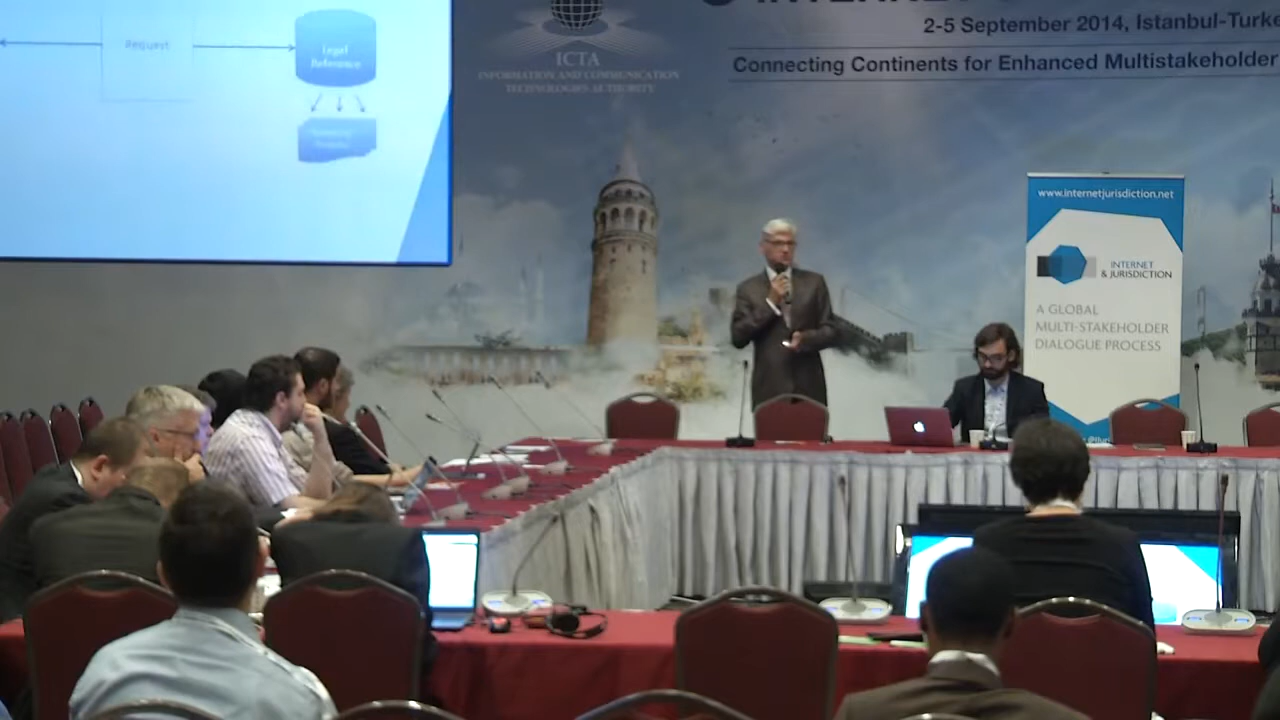 Request
Legal
Reference
ICTA
INFORMATION AND COMMUNICATION
TECHNOLOGIES AUTHORITY
2-5 September 2014, Istanbul-Turke
Connecting Continents for Enhanced Multistakeholder
www.internetjurisdiction.net
INTERNET
& JURISDICTION
A GLOBAL
MULTI-STAKEHOLDER
DIALOGUE PROCESS